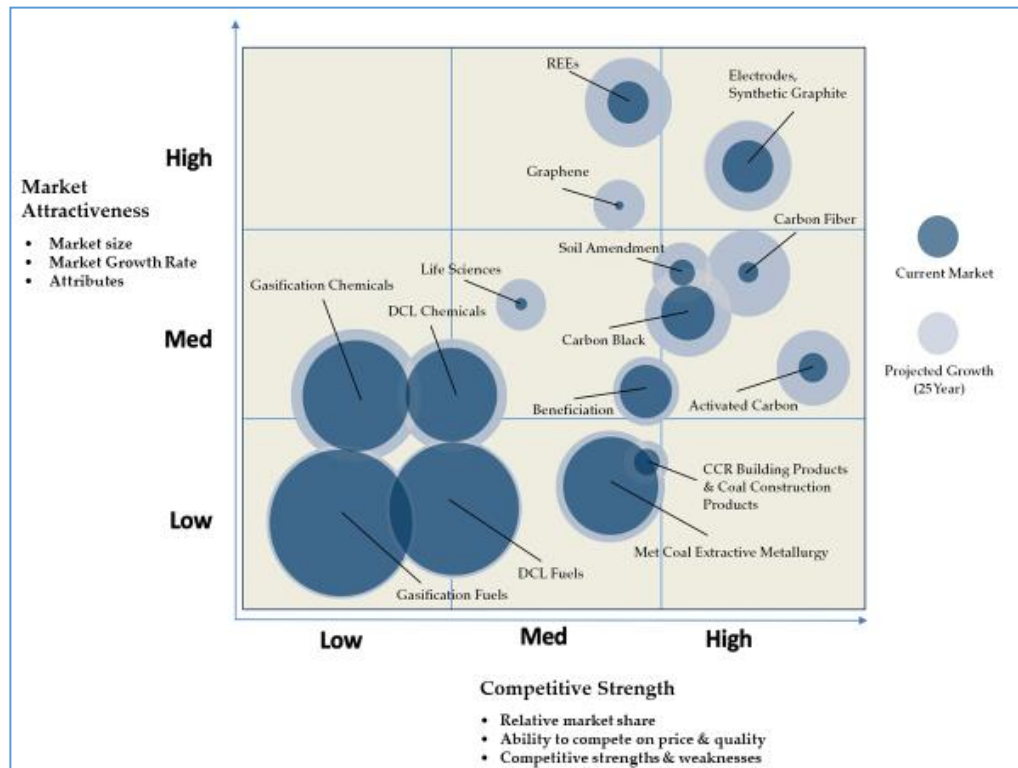 REEs
Electrodes,
Synthetic Graphite
High
Market
Attractiveness
• Market size
• Market Growth Rate
• Attributes
Graphene
Carbon Fiber
Soil Amendment
Current Market
Life Sciences
Gasification Chemicals
DCL Chemicals
Med
Carbon Black
Projected Growth
(25 Year)
Beneficiation
Activated Carbon
CCR Building Products
& Coal Construction
Products
Low
Met Coal Extractive Metallurgy
DCL Fuels
Gasification Fuels
Low
Med
High
Competitive Strength
• Relative market share
• Ability to compete on price & quality
• Competitive strengths & weaknesses